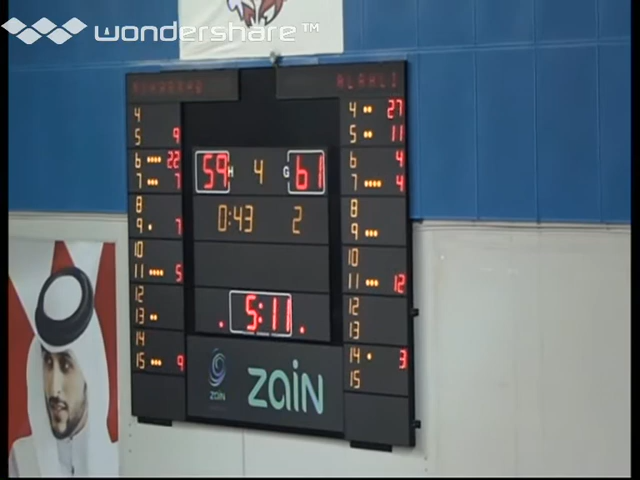 wondershare™
ALAHLI
4 4 •• 27
5 9 5 •• 11
6 •••• 22 59 H 4 G 61 6 4
7 ••• 7 7 •••• 4
8 0:43 2 8
9 • 7 9 •••
10 10
11 •••• 5 11 ••• 12
12 5:11 12
13 •• 13
14 14 • 3
15 ••• 9 15
zain zain